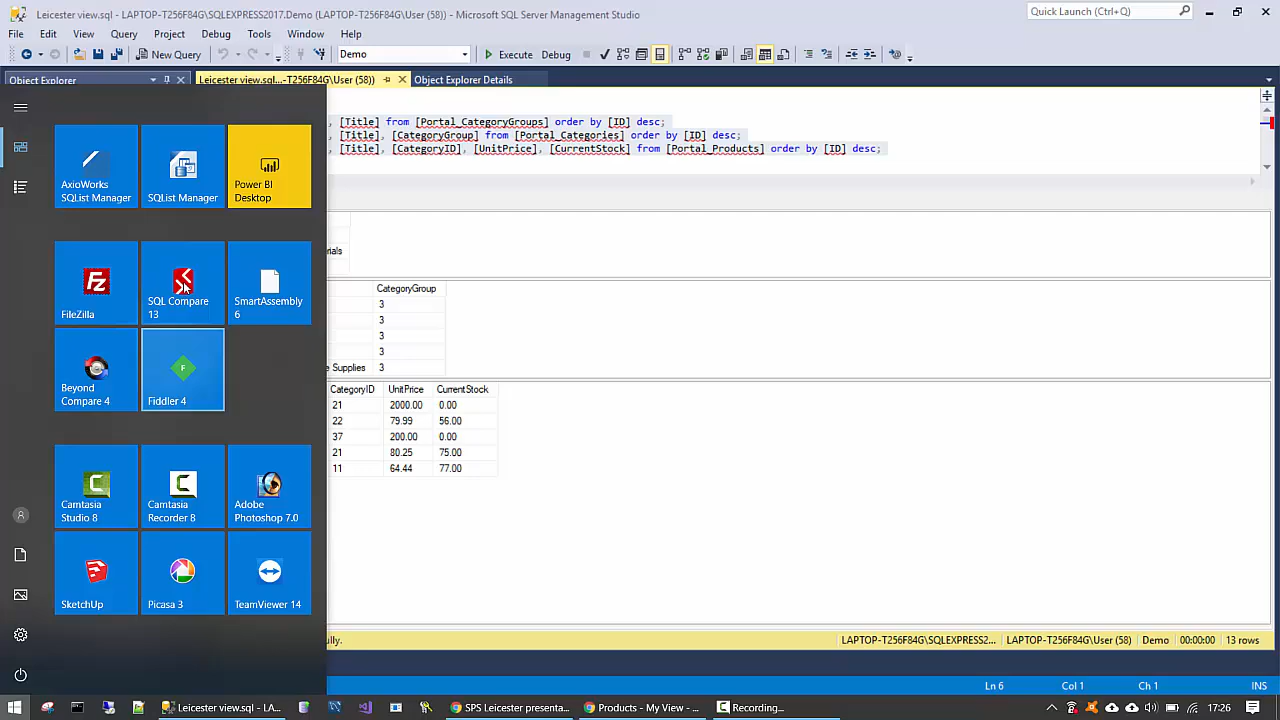 Leicester view.sql - LAPTOP-T256F84G\SQLEXPRESS2017.Demo (LAPTOP-T256F84G\User (58)) - Microsoft SQL Server Management Studio
Quick Launch (Ctrl+Q)
File Edit View Query Project Debug Tools Window Help
New Query Demo Execute Debug
Object Explorer
Leicester view.sql...-T256F84G\User (58)) Object Explorer Details
, [Title] from [Portal_CategoryGroups] order by [ID] desc;
, [Title], [CategoryGroup] from [Portal_Categories] order by [ID] desc;
, [Title], [CategoryID], [UnitPrice], [CurrentStock] from [Portal_Products] order by [ID] desc;
AxioWorks SQList Manager
SQList Manager
Power BI Desktop
FileZilla
SQL Compare 13
SmartAssembly 6
Beyond Compare 4
Fiddler 4
Camtasia Studio 8
Camtasia Recorder 8
Adobe Photoshop 7.0
SketchUp
Picasa 3
TeamViewer 14
rials
CategoryGroup
3
3
3
3
e Supplies 3
CategoryID UnitPrice CurrentStock
21 2000.00 0.00
22 79.99 56.00
37 200.00 0.00
21 80.25 75.00
11 64.44 77.00
ully. LAPTOP-T256F84G\SQLEXPRESS2... LAPTOP-T256F84G\User (58) Demo 00:00:00 13 rows
Ln 6 Col 1 Ch 1 INS
Leicester view.sql - LA... SPS Leicester presenta... Products - My View - ... Recording... 17:26